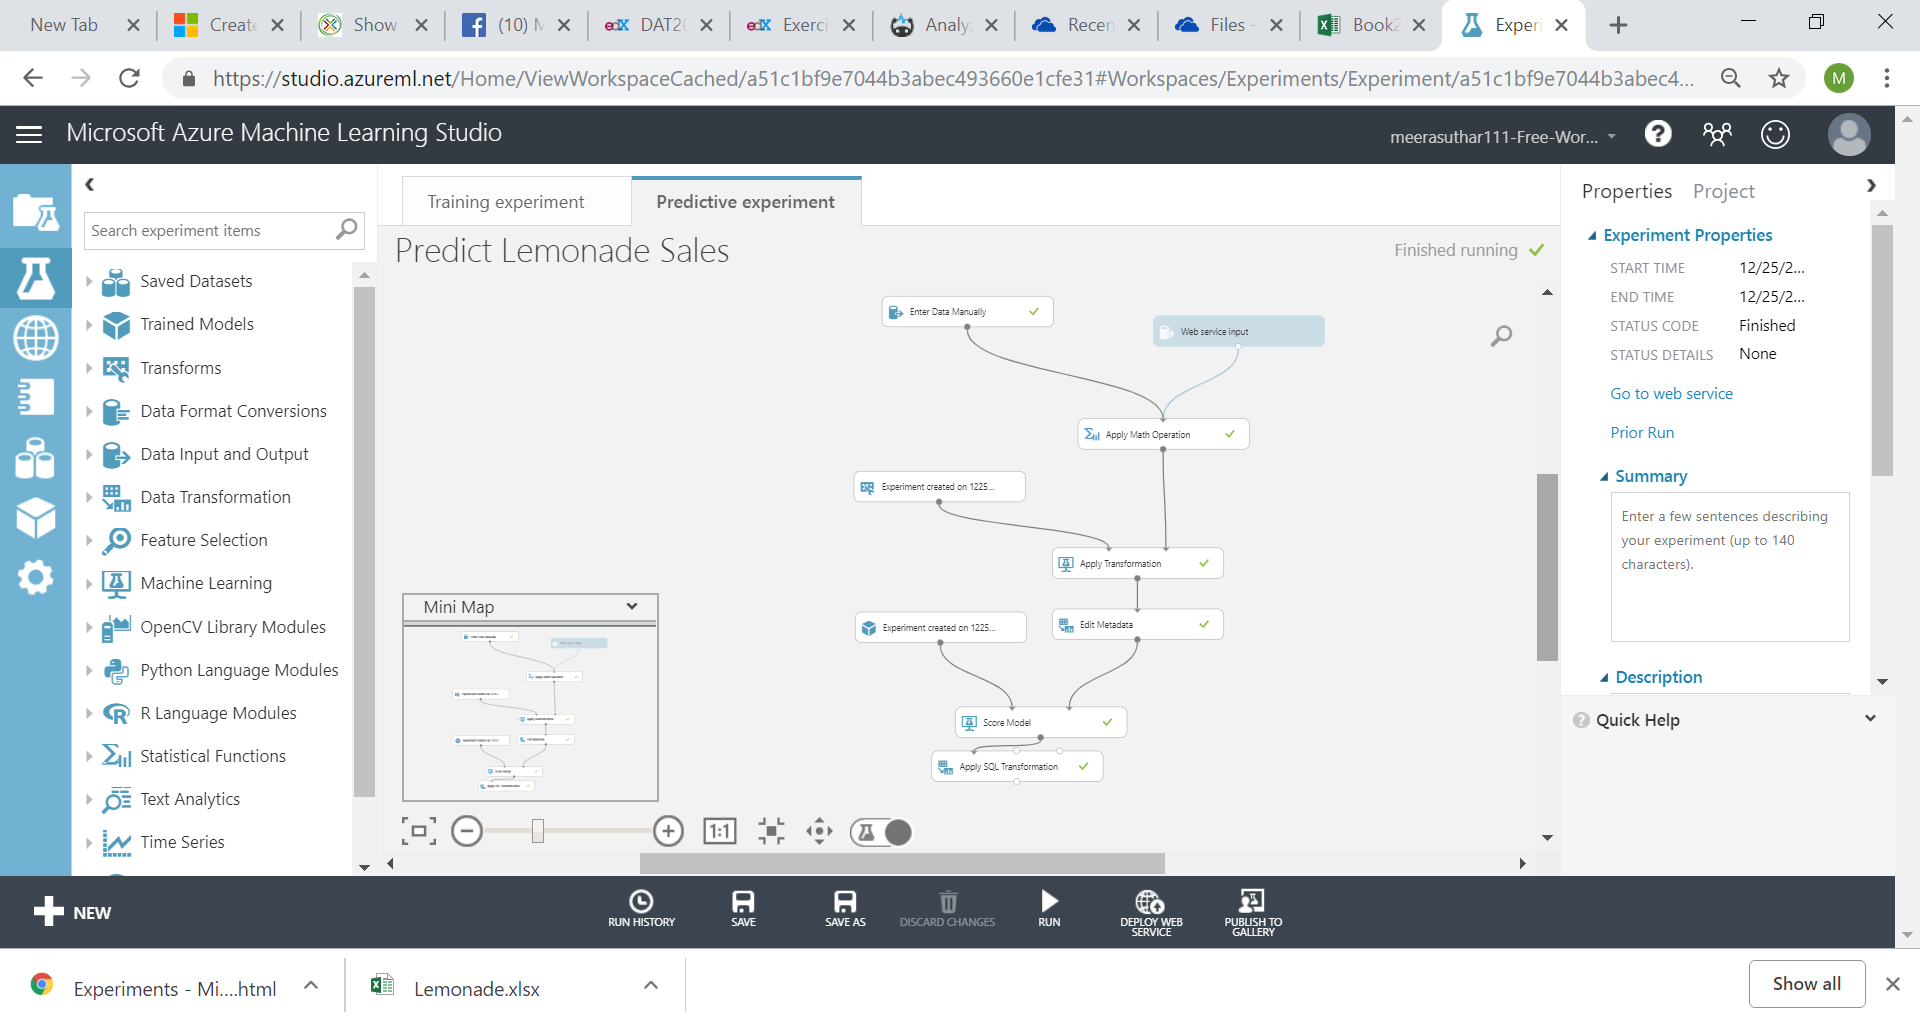 New Tab
Create
Show
(10) M
edX DAT20
edX Exerci
Analy
Recen
Files -
Book2
Experi
https://studio.azureml.net/Home/ViewWorkspaceCached/a51c1bf9e7044b3abec493660e1cfe31#Workspaces/Experiments/Experiment/a51c1bf9e7044b3abec4...
M
Microsoft Azure Machine Learning Studio
meerasuthar111-Free-Wor...
Search experiment items
Saved Datasets
Trained Models
Transforms
Data Format Conversions
Data Input and Output
Data Transformation
Feature Selection
Machine Learning
OpenCV Library Modules
Python Language Modules
R Language Modules
Statistical Functions
Text Analytics
Time Series
Training experiment
Predictive experiment
Predict Lemonade Sales
Finished running
Enter Data Manually
Web service input
Apply Math Operation
Experiment created on 1225...
Apply Transformation
Experiment created on 1225...
Edit Metadata
Score Model
Apply SQL Transformation
Mini Map
1:1
Properties
Project
Experiment Properties
START TIME 12/25/2...
END TIME 12/25/2...
STATUS CODE Finished
STATUS DETAILS None
Go to web service
Prior Run
Summary
Enter a few sentences describing
your experiment (up to 140
characters).
Description
Quick Help
NEW
RUN HISTORY
SAVE
SAVE AS
DISCARD CHANGES
RUN
DEPLOY WEB
SERVICE
PUBLISH TO
GALLERY
Experiments - Mi....html
Lemonade.xlsx
Show all